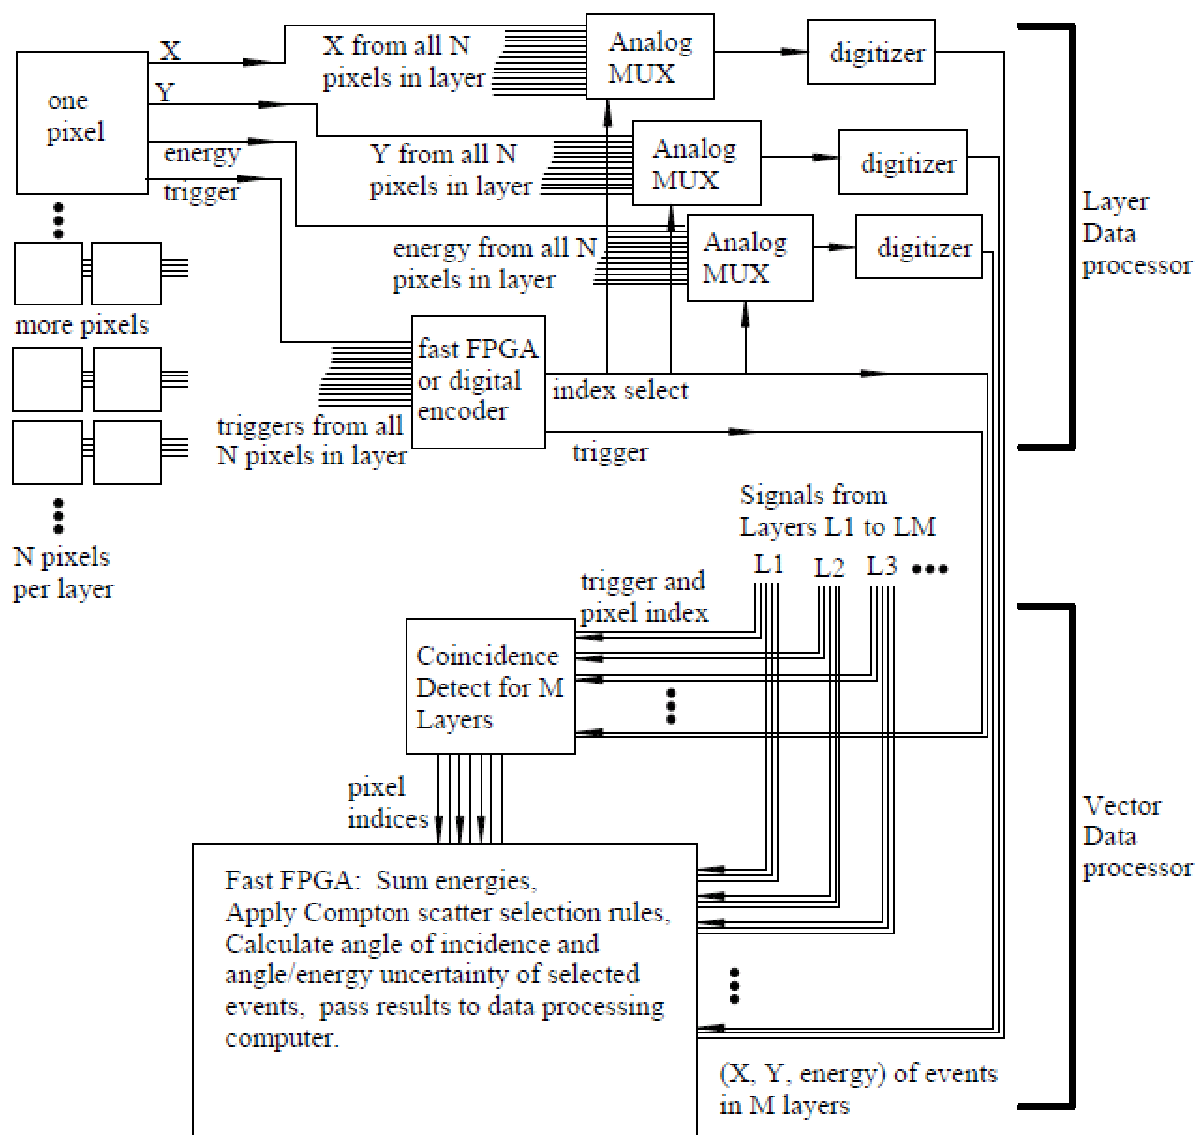 X
Y
energy
trigger
one
pixel
X from all N
pixels in layer
Analog
MUX
digitizer
Y from all N
pixels in layer
Analog
MUX
digitizer
energy from all N
pixels in layer
Analog
MUX
digitizer
Layer
Data
processor
more pixels
fast FPGA
or digital
encoder
index select
trigger
triggers from all
N pixels in layer
N pixels
per layer
Signals from
Layers L1 to LM
L1 L2 L3
trigger and
pixel index
Coincidence
Detect for M
Layers
pixel
indices
Vector
Data
processor
Fast FPGA: Sum energies,
Apply Compton scatter selection rules,
Calculate angle of incidence and
angle/energy uncertainty of selected
events, pass results to data processing
computer.
(X, Y, energy) of events
in M layers